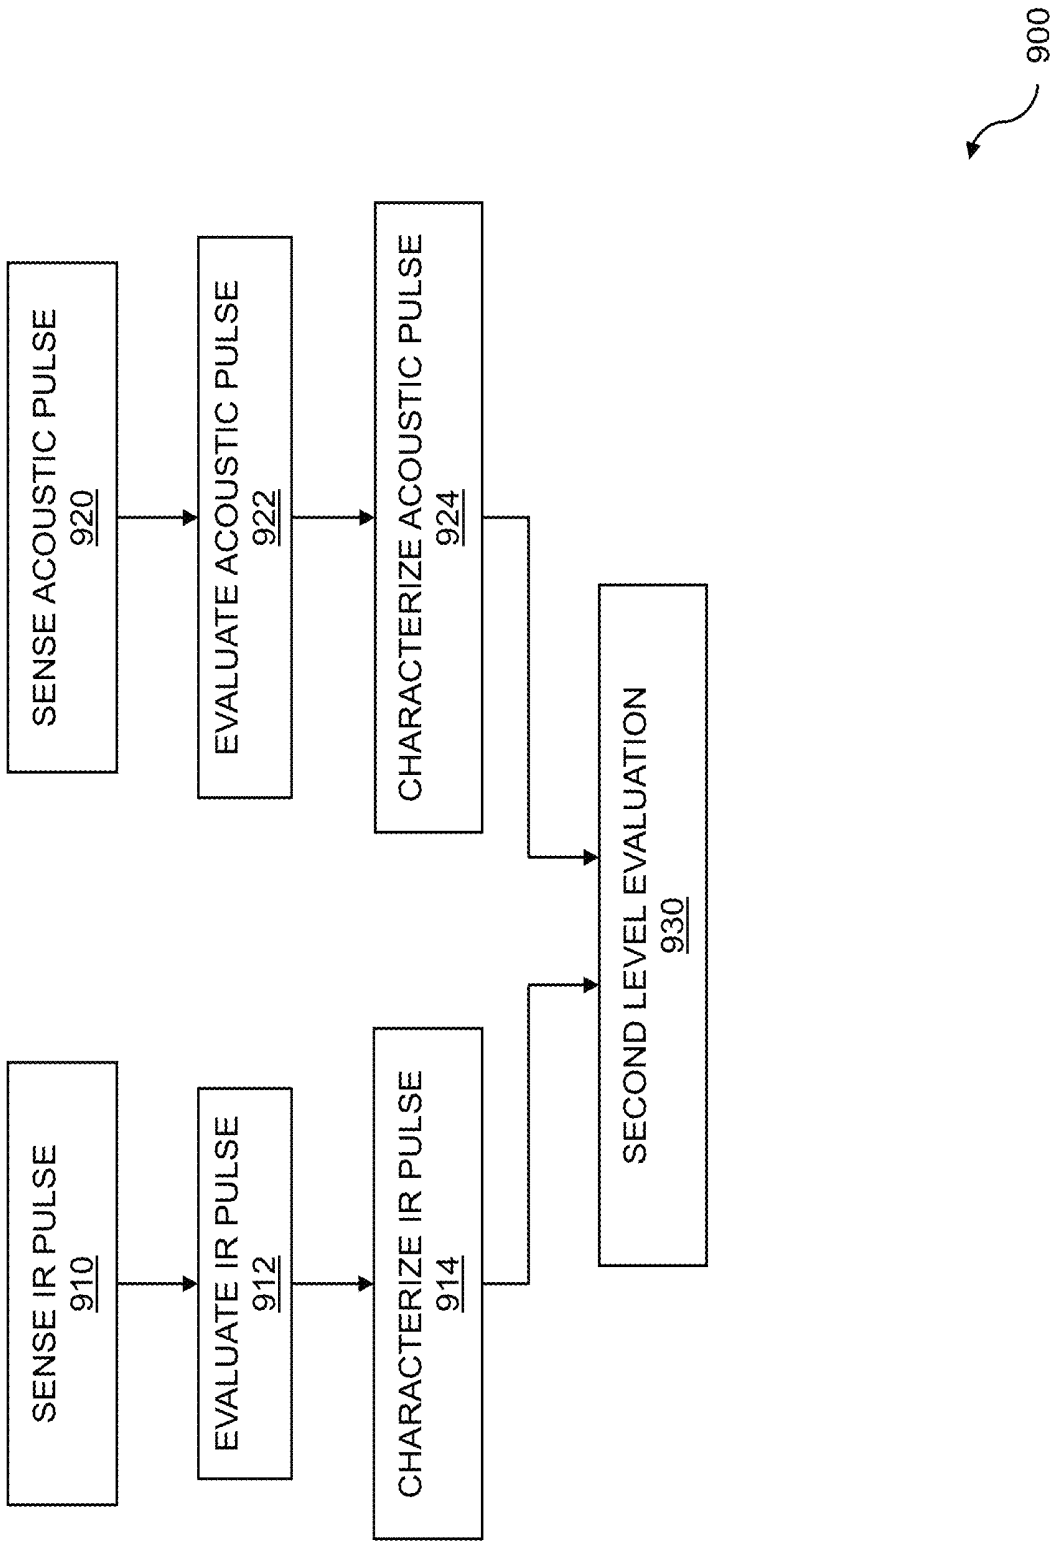 SENSE IR PULSE
910
EVALUATE IR PULSE
912
CHARACTERIZE IR PULSE
914
SENSE ACOUSTIC PULSE
920
EVALUATE ACOUSTIC PULSE
922
CHARACTERIZE ACOUSTIC PULSE
924
SECOND LEVEL EVALUATION
930
900